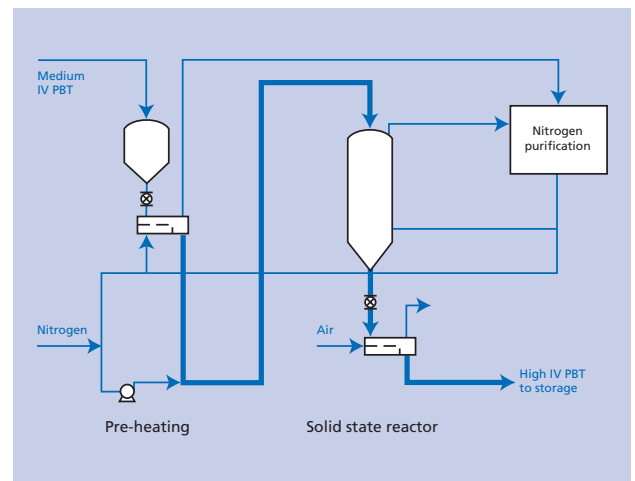 Medium
IV PBT
Nitrogen
purification
Nitrogen
Air
High IV PBT
to storage
Pre-heating
Solid state reactor